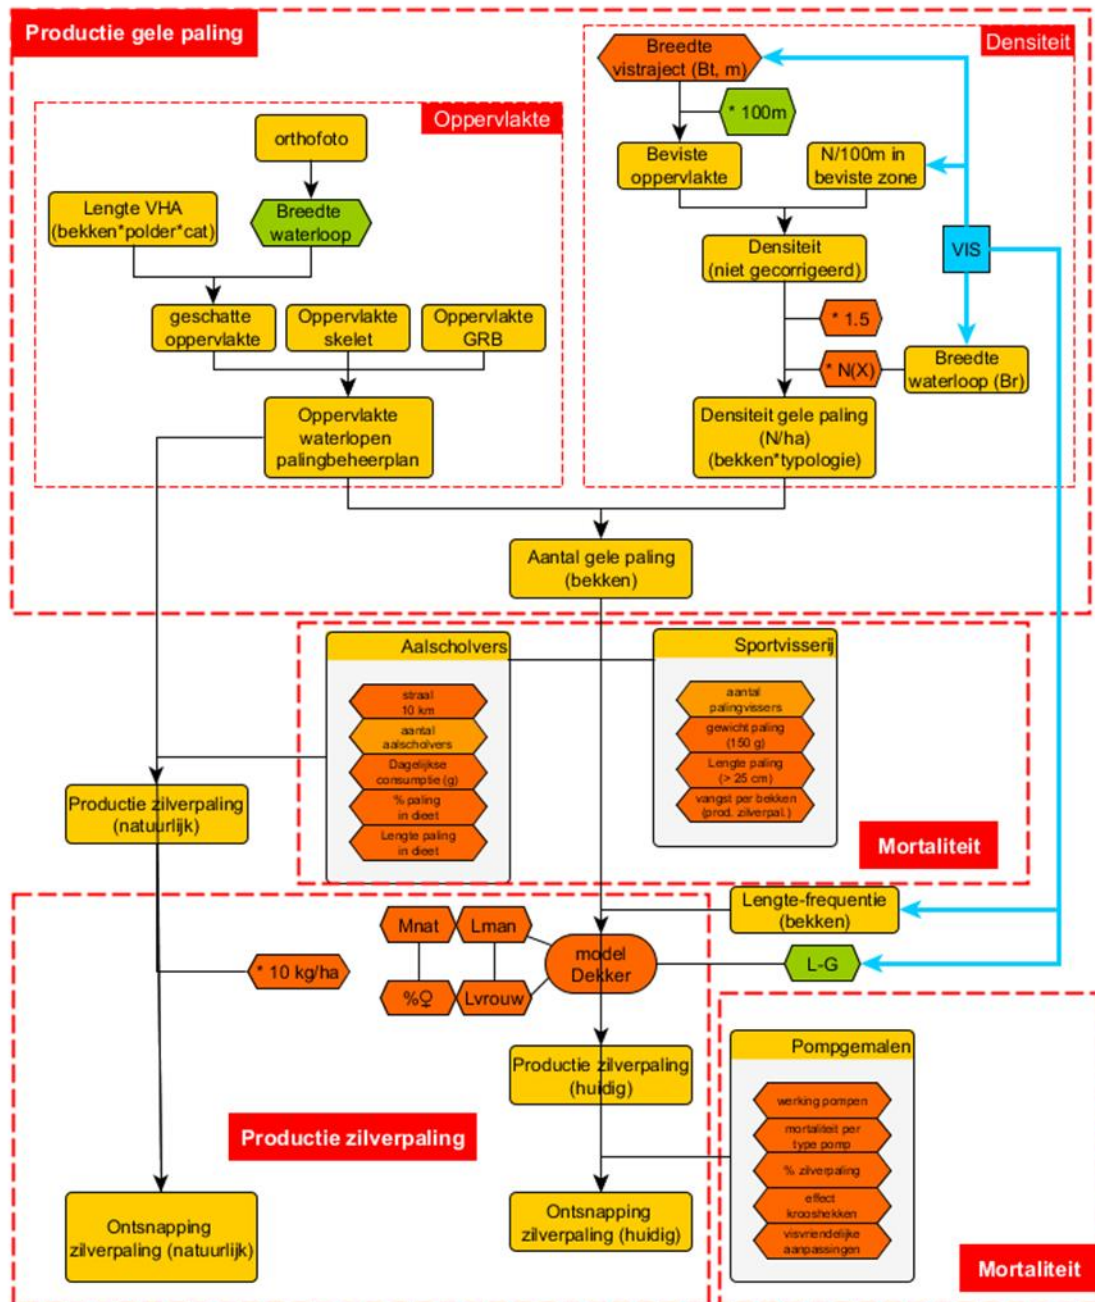 Productie gele paling
Densiteit
Breedte
vistraject (Bt, m)
* 100m
Beviste
oppervlakte
N/100m in
beviste zone
Densiteit
(niet gecorrigeerd)
VIS
* 1.5
* N(X)
Breedte
waterloop (Br)
Densiteit gele paling
(N/ha)
(bekken*typologie)
Oppervlakte
orthofoto
Lengte VHA
(bekken*polder*cat)
Breedte
waterloop
geschatte
oppervlakte
Oppervlakte
skelet
Oppervlakte
GRB
Oppervlakte
waterlopen
palingbeheerplan
Aantal gele paling
(bekken)
Aalscholvers
straal
10 km
aantal
aalscholvers
Dagelijkse
consumptie (g)
% paling
in dieet
Lengte paling
in dieet
Sportvisserij
aantal
palingvissers
gewicht paling
(150 g)
Lengte paling
(> 25 cm)
vangst per bekken
(prod. zilverpal.)
Mortaliteit
Productie zilverpaling
(natuurlijk)
Lengte-frequentie
(bekken)
Mnat
Lman
model
Dekker
L-G
* 10 kg/ha
%♀
Lvrouw
Productie zilverpaling
(huidig)
Pompgemalen
werking pompen
mortaliteit per
type pomp
% zilverpaling
effect
krooshekken
visvriendelijke
aanpassingen
Productie zilverpaling
Ontsnapping
zilverpaling (natuurlijk)
Ontsnapping
zilverpaling (huidig)
Mortaliteit